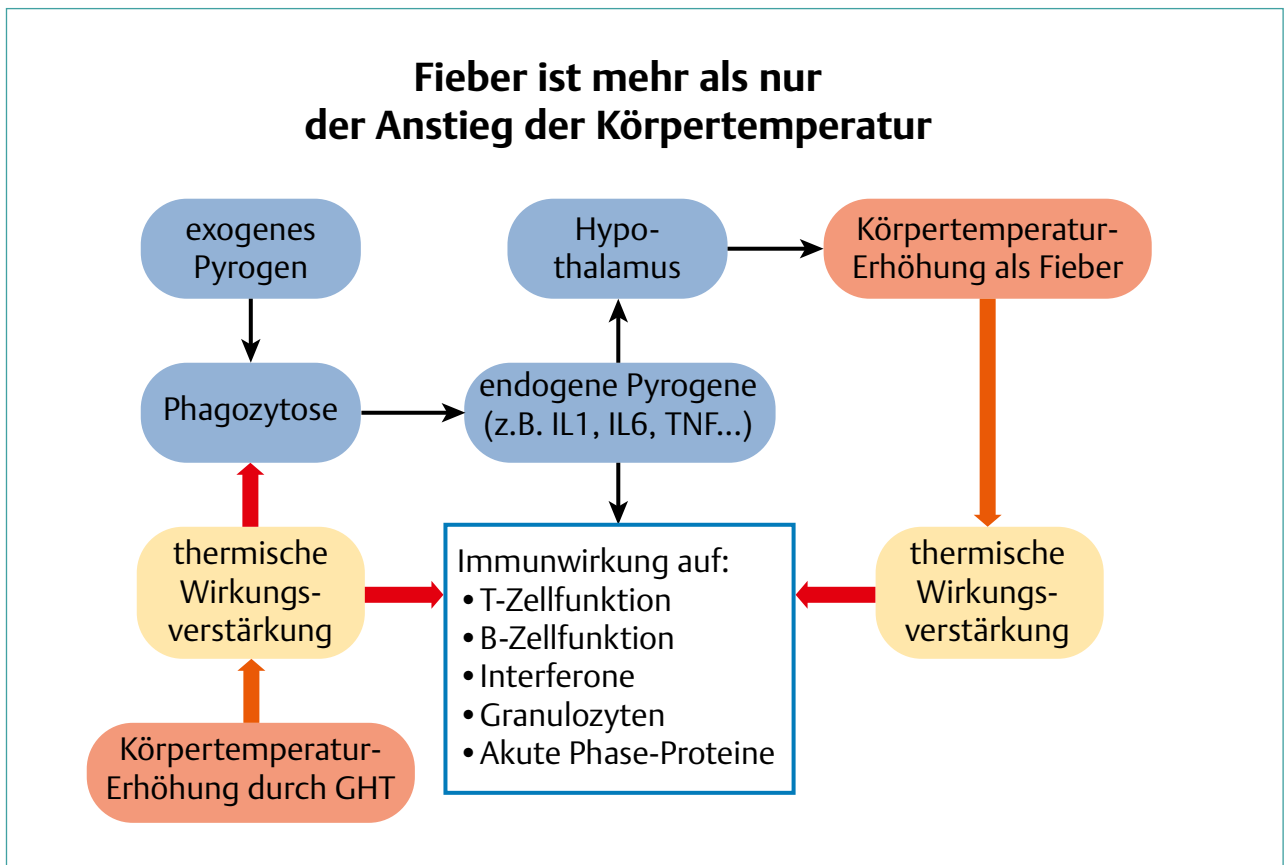 Fieber ist mehr als nur
der Anstieg der Körpertemperatur
exogenes
Pyrogen
Hypo-
thalamus
Körpertemperatur-
Erhöhung als Fieber
Phagozytose
endogene Pyrogene
(z.B. IL1, IL6, TNF...)
thermische
Wirkungs-
verstärkung
Immunwirkung auf:
• T-Zellfunktion
• B-Zellfunktion
• Interferone
• Granulozyten
• Akute Phase-Proteine
thermische
Wirkungs-
verstärkung
Körpertemperatur-
Erhöhung durch GHT